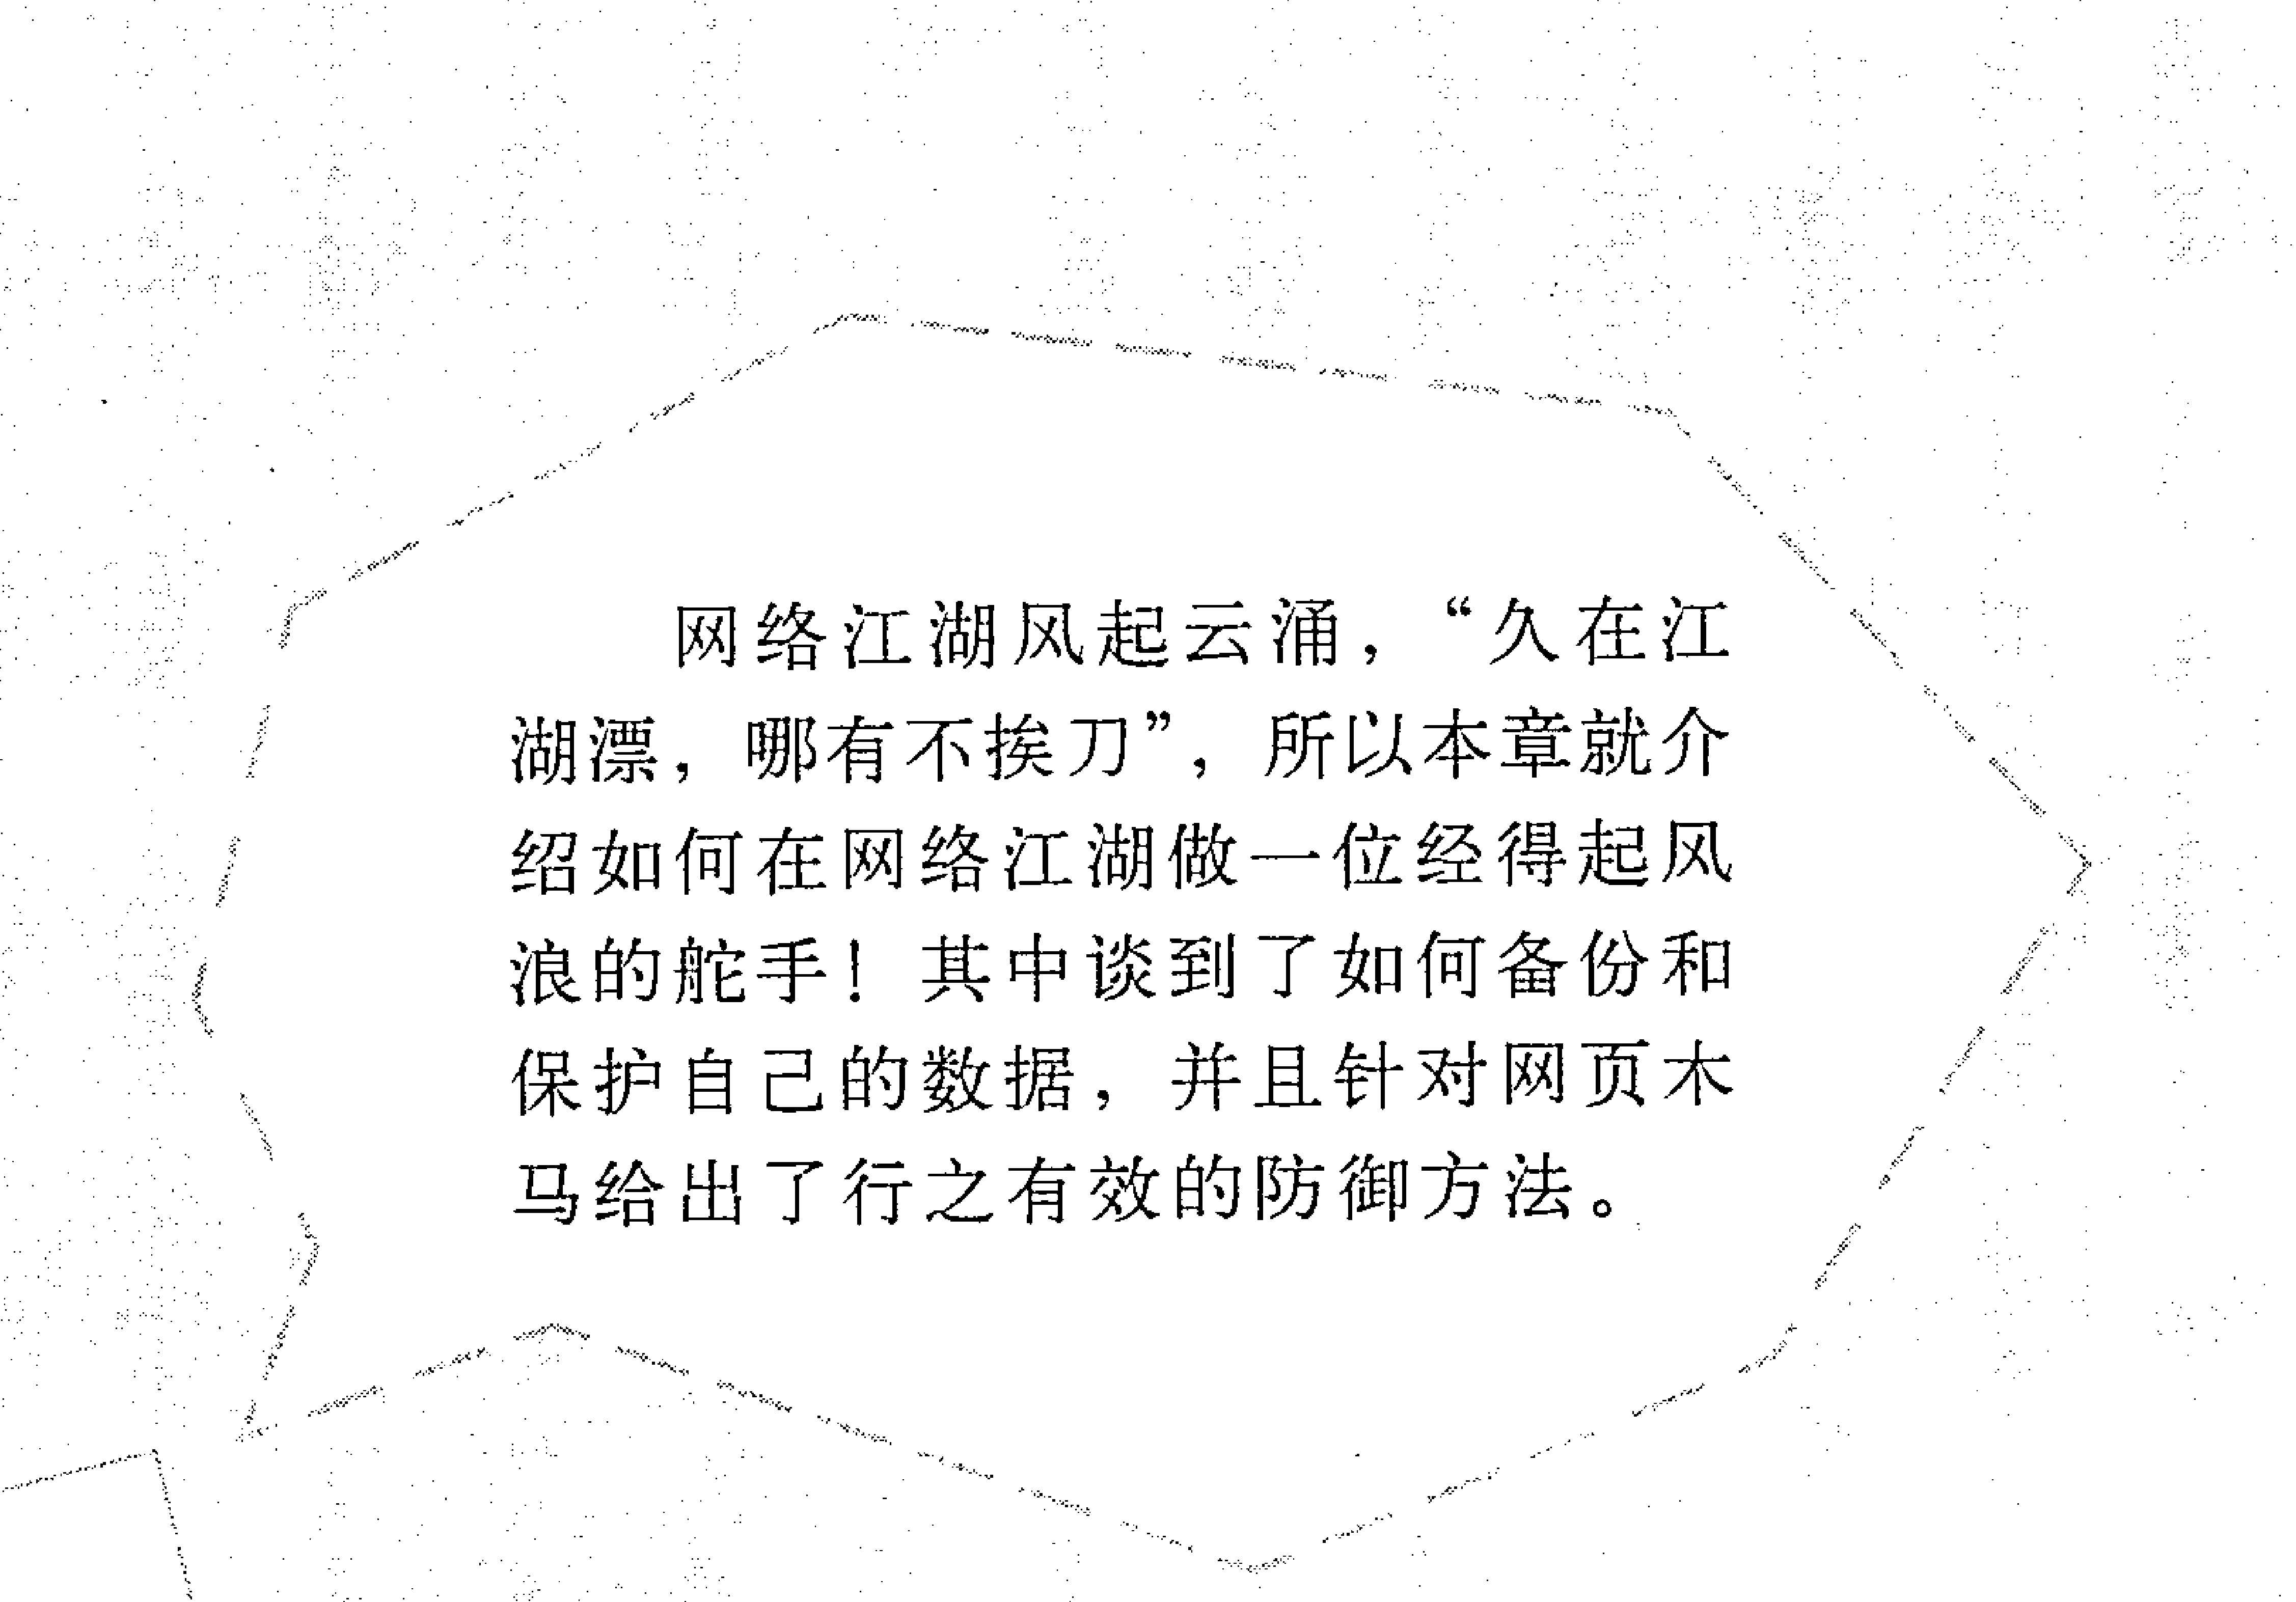 网络江湖风起云涌，“久在江
湖漂，哪有不挨刀”，所以本章就介
绍如何在网络江湖做一位经得起风
浪的舵手！其中谈到了如何备份和
保护自己的数据，并且针对网页木
马给出了行之有效的防御方法。